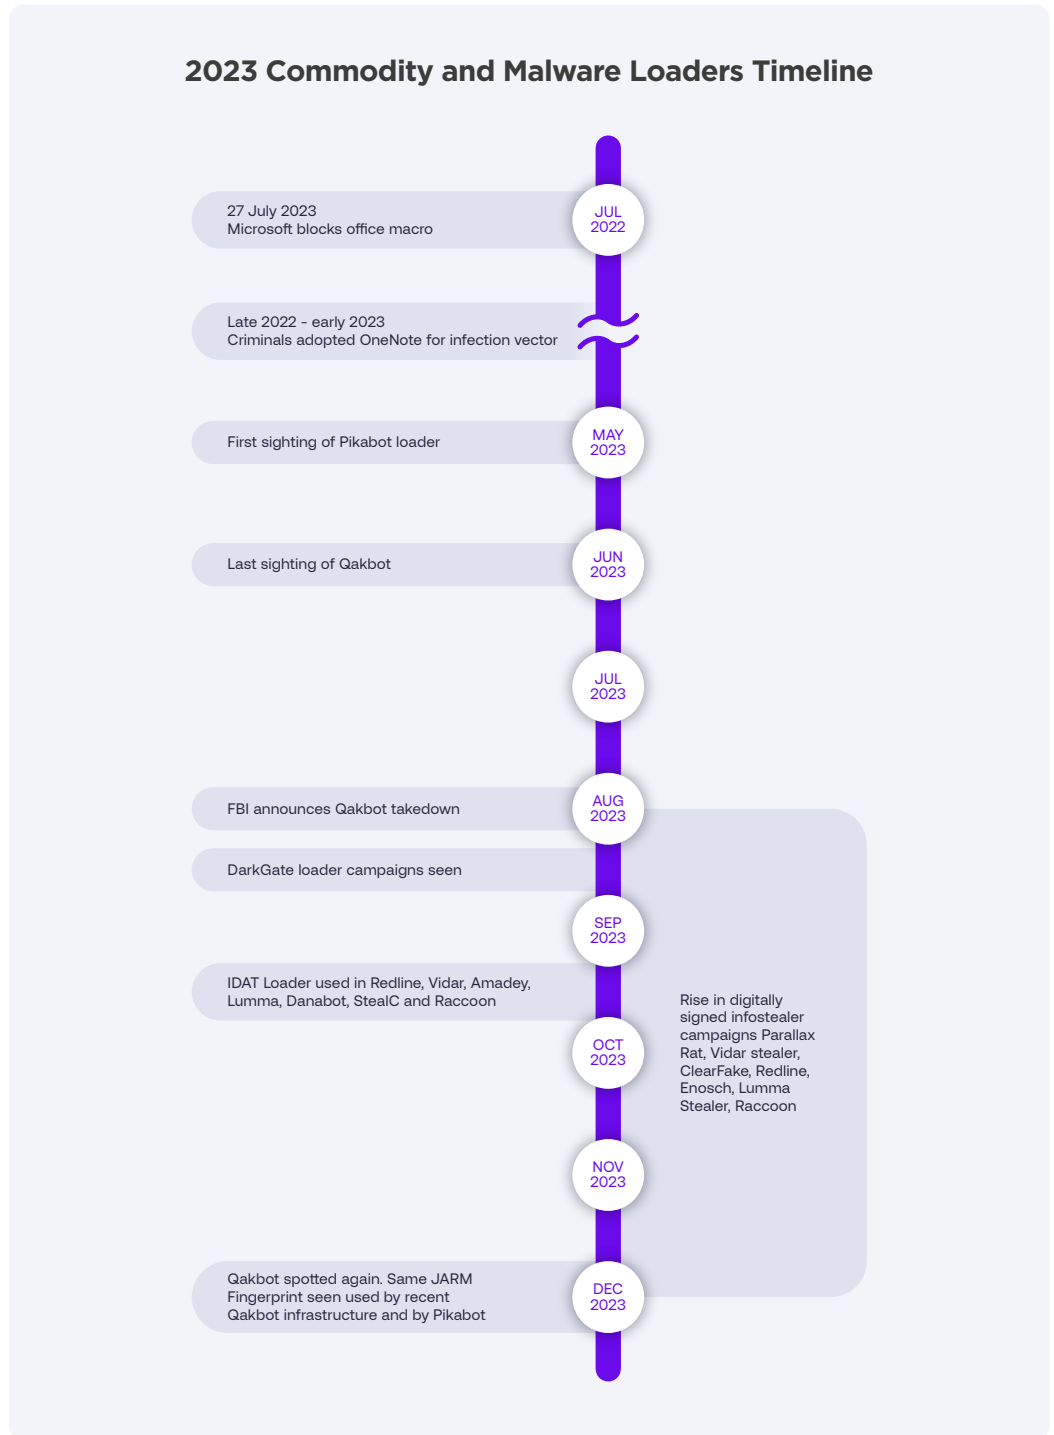 2023 Commodity and Malware Loaders Timeline
27 July 2023
Microsoft blocks office macro
JUL
2022
Late 2022 - early 2023
Criminals adopted OneNote for infection vector
First sighting of Pikabot loader
MAY
2023
Last sighting of Qakbot
JUN
2023
JUL
2023
FBI announces Qakbot takedown
AUG
2023
DarkGate loader campaigns seen
SEP
2023
IDAT Loader used in Redline, Vidar, Amadey,
Lumma, Danabot, StealC and Raccoon
OCT
2023
Rise in digitally
signed infostealer
campaigns Parallax
Rat, Vidar stealer,
ClearFake, Redline,
Enosch, Lumma
Stealer, Raccoon
NOV
2023
Qakbot spotted again. Same JARM
Fingerprint seen used by recent
Qakbot infrastructure and by Pikabot
DEC
2023